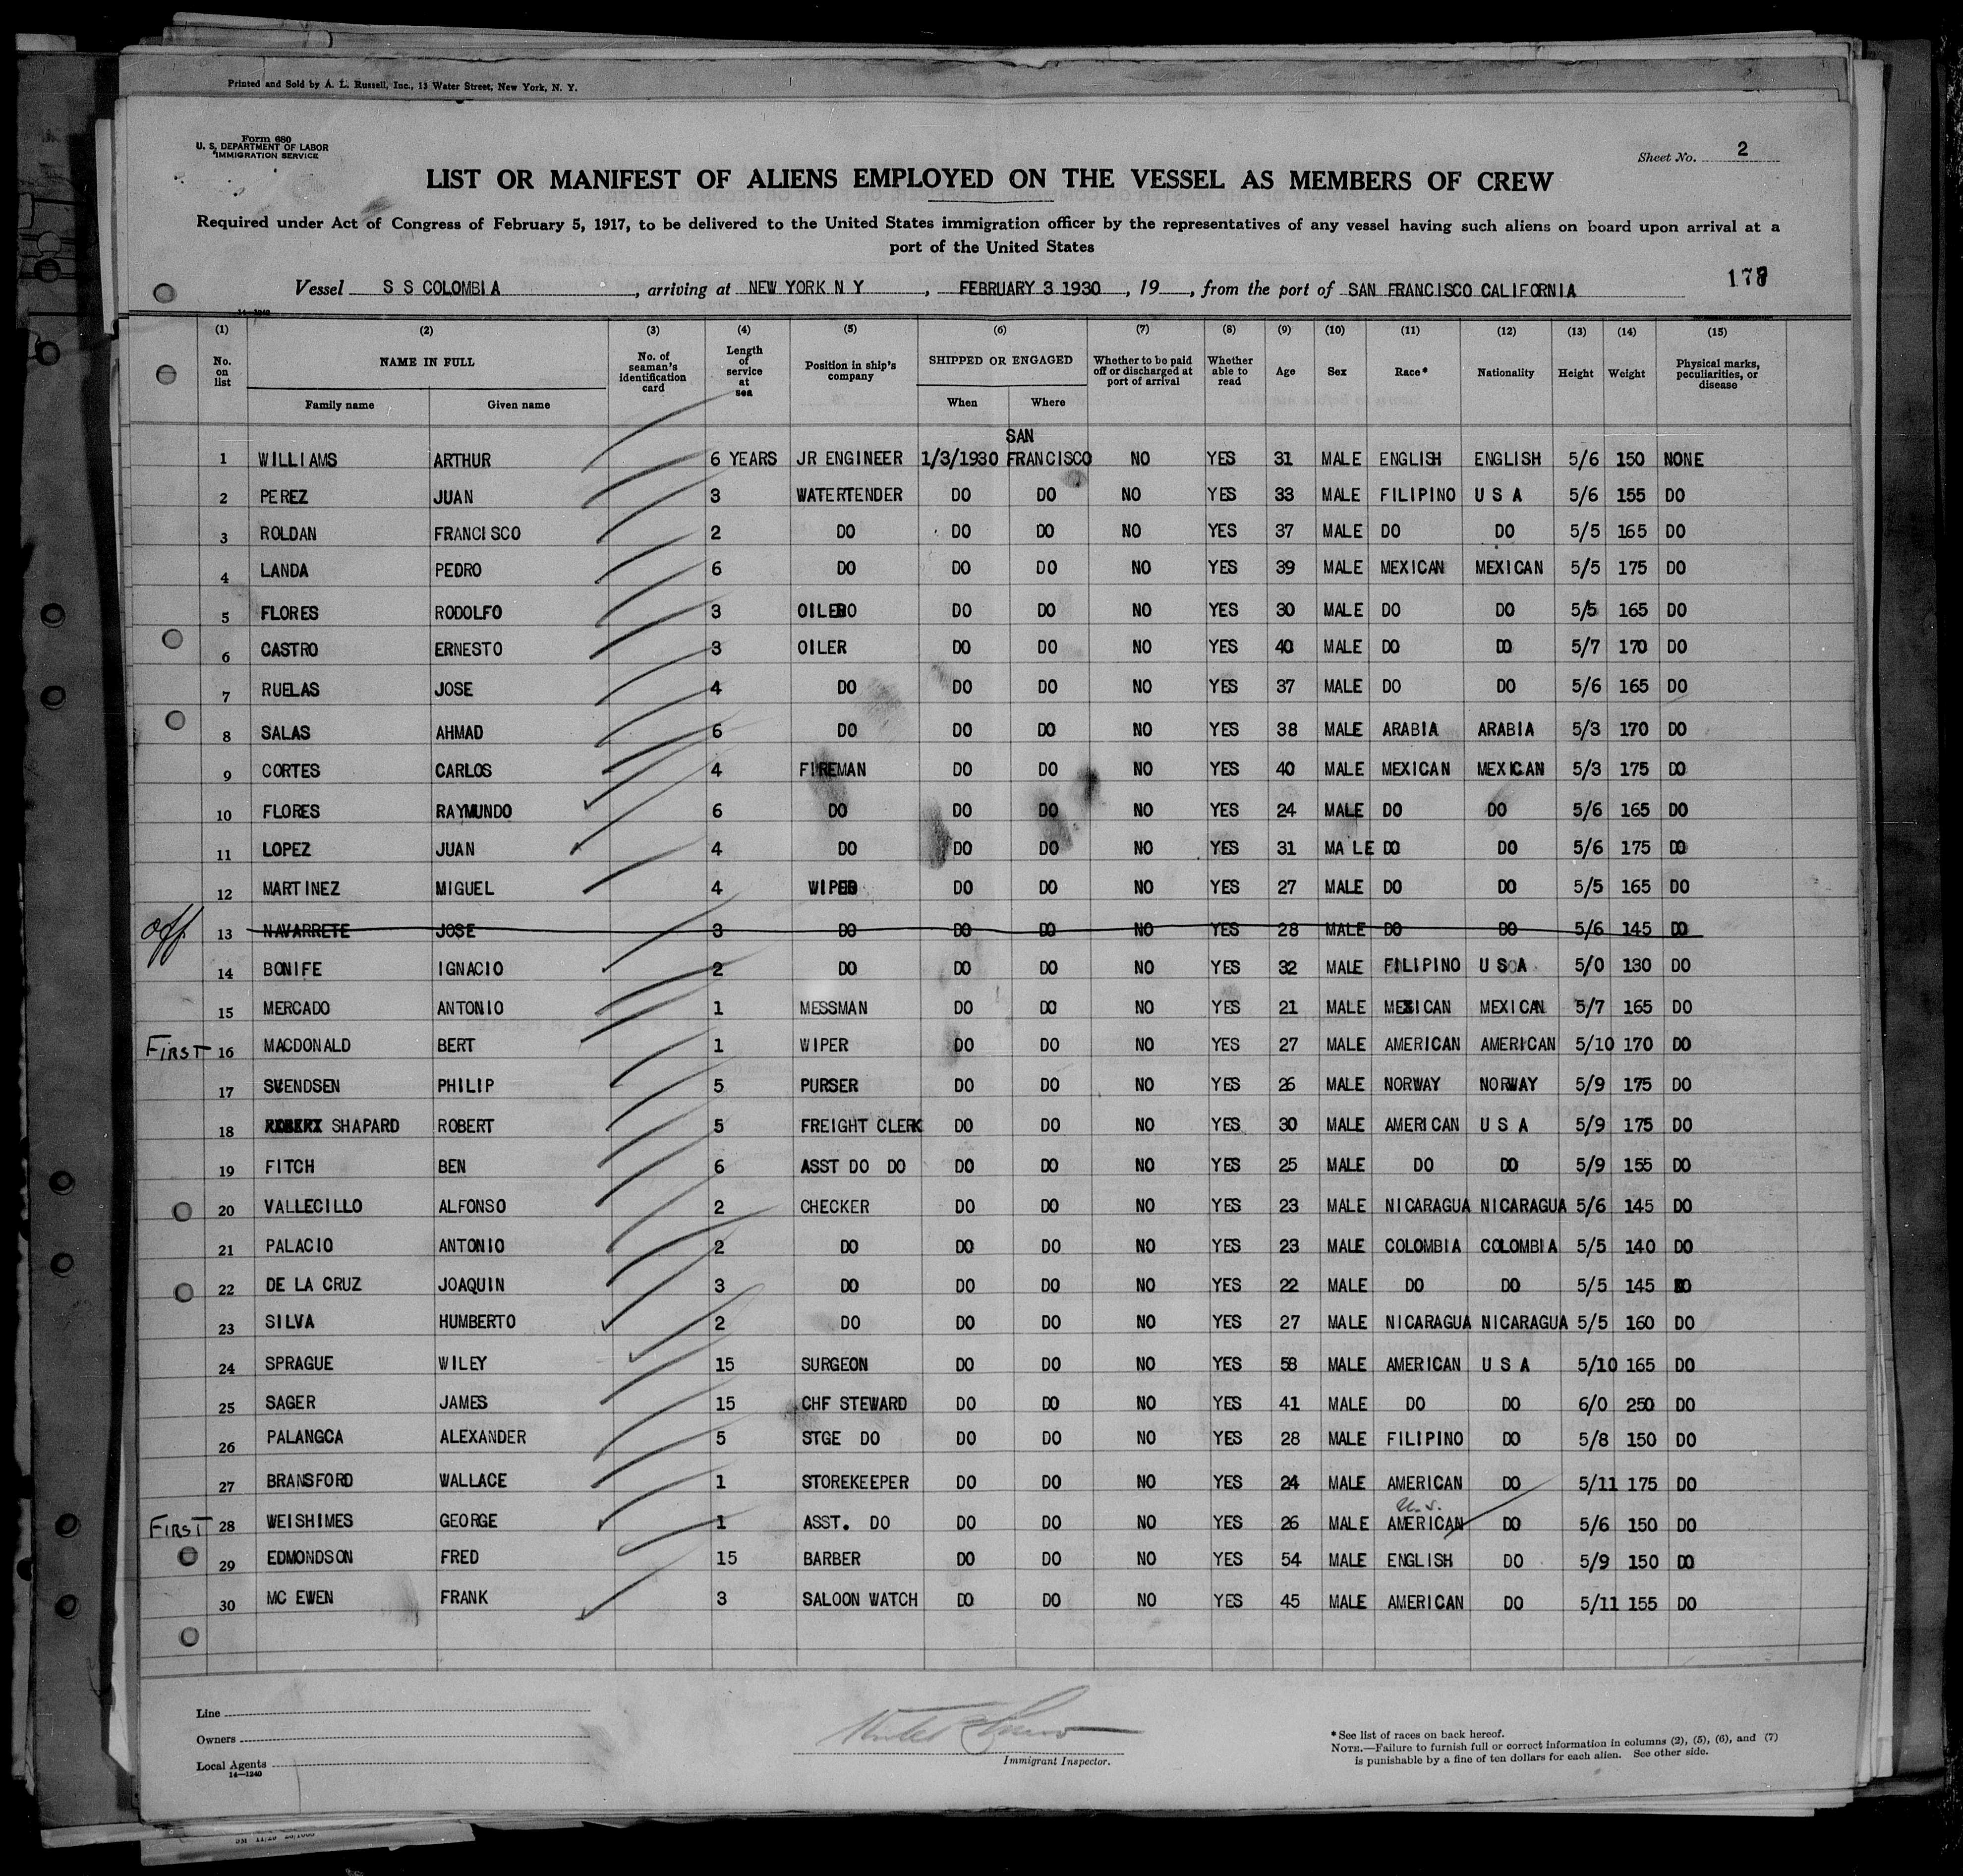 Printed and Sold by A. L. Russell, Inc., 13 Water Street, New York, N. Y.
Form 680
U. S. DEPARTMENT OF LABOR
IMMIGRATION SERVICE
Sheet No. 2
LIST OR MANIFEST OF ALIENS EMPLOYED ON THE VESSEL AS MEMBERS OF CREW
Required under Act of Congress of February 5, 1917, to be delivered to the United States immigration officer by the representatives of any vessel having such aliens on board upon arrival at a
port of the United States
Vessel S S COLOMBIA, arriving at NEW YORK N Y, FEBRUARY 3 1930, 19, from the port of SAN FRANCISCO CALIFORNIA
14—1240
(1) (2) (3) (4) (5) (6) (7) (8) (9) (10) (11) (12) (13) (14) (15)
No. on list NAME IN FULL No. of seaman's identification card Length of service at sea Position in ship's company SHIPPED OR ENGAGED Whether to be paid off or discharged at port of arrival Whether able to read Age Sex Race* Nationality Height Weight Physical marks, peculiarities, or disease
Family name Given name When Where
SAN
1 WILLIAMS ARTHUR 6 YEARS JR ENGINEER 1/3/1930 FRANCISCO NO YES 31 MALE ENGLISH ENGLISH 5/6 150 NONE
2 PEREZ JUAN 3 WATERTENDER DO DO NO YES 33 MALE FILIPINO U S A 5/6 155 DO
3 ROLDAN FRANCISCO 2 DO DO DO NO YES 37 MALE DO DO 5/5 165 DO
4 LANDA PEDRO 6 DO DO DO NO YES 39 MALE MEXICAN MEXICAN 5/5 175 DO
5 FLORES RODOLFO 3 DO DO NO YES 30 MALE DO DO 5/5 165 DO
6 CASTRO ERNESTO 3 OILER DO DO NO YES 40 MALE DO DO 5/7 170 DO
7 RUELAS JOSE 4 DO DO DO NO YES 37 MALE DO DO 5/6 165 DO
8 SALAS AHMAD 6 DO DO DO NO YES 38 MALE ARABIA ARABIA 5/3 170 DO
9 CORTES CARLOS 4 FIREMAN DO DO NO YES 40 MALE MEXICAN MEXICAN 5/3 175 DO
10 FLORES RAYMUNDO 6 DO DO DO NO YES 24 MALE DO DO 5/6 165 DO
11 LOPEZ JUAN 4 DO DO DO NO YES 31 MALE DO DO 5/6 175 DO
12 MARTINEZ MIGUEL 4 DO DO NO YES 27 MALE DO DO 5/5 165 DO
off 13 NAVARRETE JOSE 3 DO DO DO NO YES 28 MALE DO DO 5/6 145 DO
14 BONIFE IGNACIO 2 DO DO DO NO YES 32 MALE FILIPINO U S A 5/0 130 DO
15 MERCADO ANTONIO 1 MESSMAN DO DO NO YES 21 MALE MEXICAN MEXICAN 5/7 165 DO
FIRST 16 MACDONALD BERT 1 WIPER DO DO NO YES 27 MALE AMERICAN AMERICAN 5/10 170 DO
17 SVENDSEN PHILIP 5 PURSER DO DO NO YES 26 MALE NORWAY NORWAY 5/9 175 DO
18 SHAPARD ROBERT 5 FREIGHT CLERK DO DO NO YES 30 MALE AMERICAN U S A 5/9 175 DO
19 FITCH BEN 6 ASST DO DO DO DO NO YES 25 MALE DO DO 5/9 155 DO
20 VALLECILLO ALFONSO 2 CHECKER DO DO NO YES 23 MALE NICARAGUA NICARAGUA 5/6 145 DO
21 PALACIO ANTONIO 2 DO DO DO NO YES 23 MALE COLOMBIA COLOMBIA 5/5 140 DO
22 DE LA CRUZ JOAQUIN 3 DO DO DO NO YES 22 MALE DO DO 5/5 145 DO
23 SILVA HUMBERTO 2 DO DO DO NO YES 27 MALE NICARAGUA NICARAGUA 5/5 160 DO
24 SPRAGUE WILEY 15 SURGEON DO DO NO YES 58 MALE AMERICAN U S A 5/10 165 DO
25 SAGER JAMES 15 CHF STEWARD DO DO NO YES 41 MALE DO DO 6/0 250 DO
26 PALANGCA ALEXANDER 5 STGE DO DO DO NO YES 28 MALE FILIPINO DO 5/8 150 DO
27 BRANSFORD WALLACE 1 STOREKEEPER DO DO NO YES 24 MALE AMERICAN DO 5/11 175 DO
U.S.
FIRST 28 WEISHIMES GEORGE 1 ASST. DO DO DO NO YES 26 MALE AMERICAN DO 5/6 150 DO
29 EDMONDSON FRED 15 BARBER DO DO NO YES 54 MALE ENGLISH DO 5/9 150 DO
30 MC EWEN FRANK 3 SALOON WATCH DO DO NO YES 45 MALE AMERICAN DO 5/11 155 DO
Line
Owners
Local Agents
14—1240
Immigrant Inspector.
*See list of races on back hereof.
NOTE.—Failure to furnish full or correct information in columns (2), (5), (6), and (7)
is punishable by a fine of ten dollars for each alien. See other side.